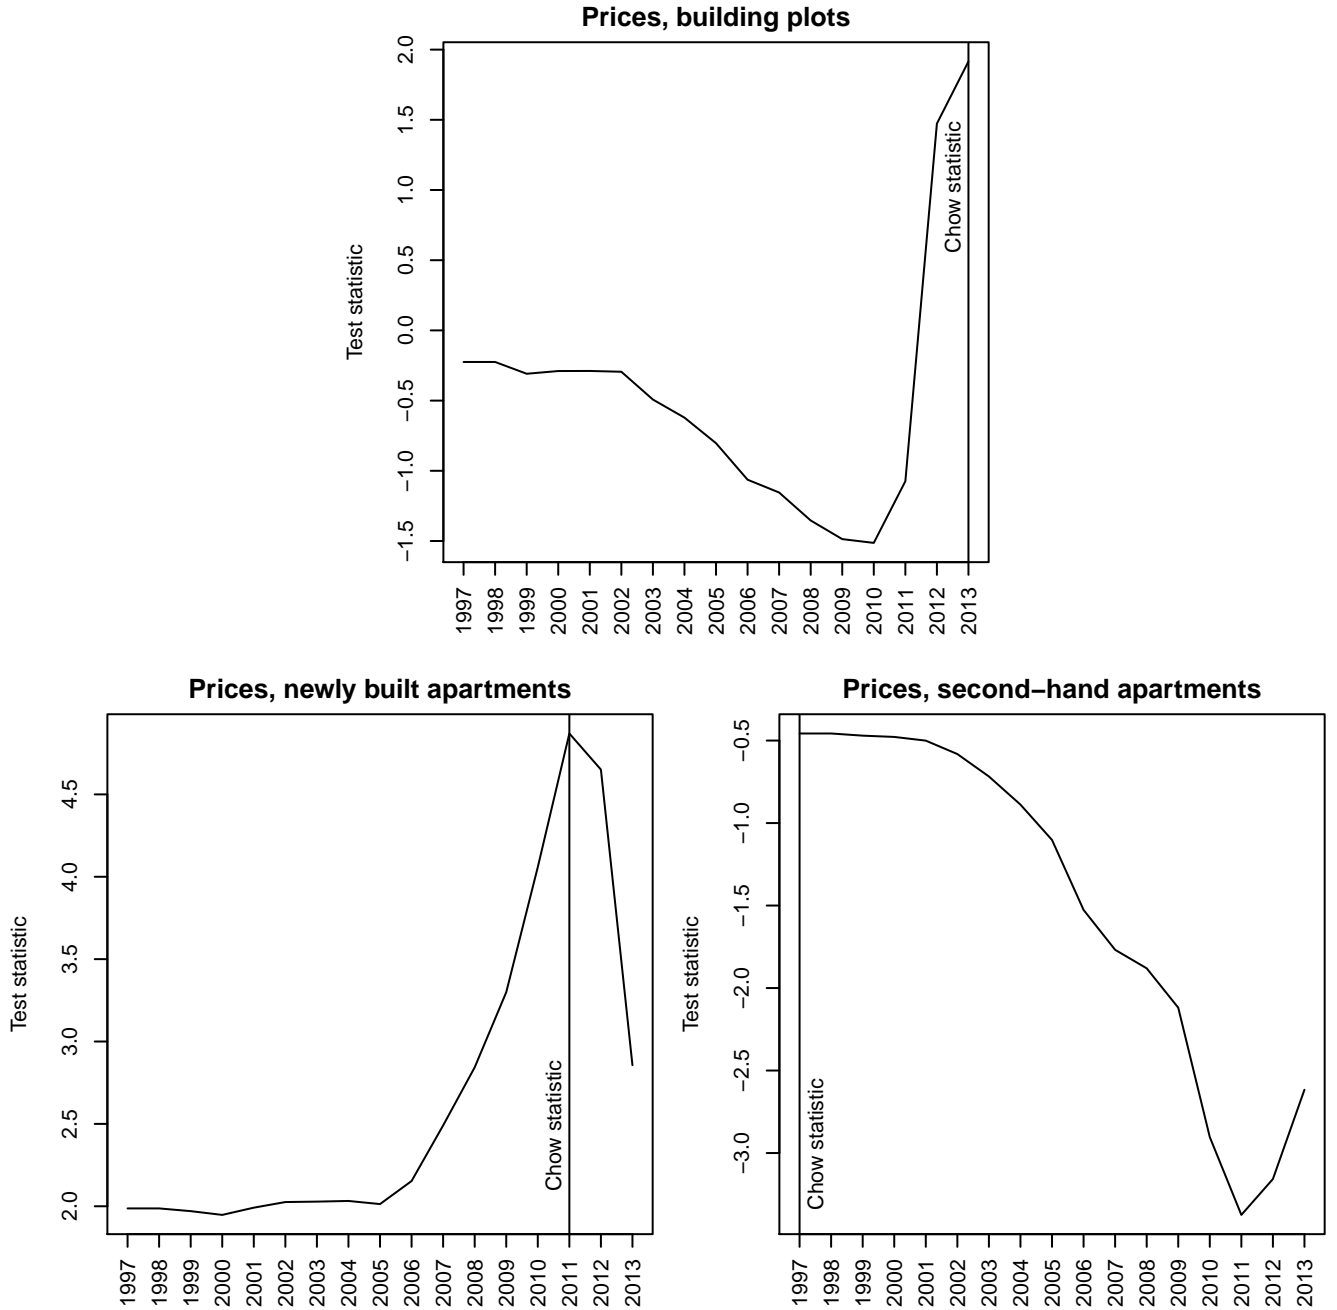 Prices, building plots
Test statistic
2.0
1.5
1.0
0.5
0.0
−0.5
−1.0
−1.5
Chow statistic
1997 1998 1999 2000 2001 2002 2003 2004 2005 2006 2007 2008 2009 2010 2011 2012 2013
Prices, newly built apartments
Test statistic
4.5
4.0
3.5
3.0
2.5
2.0
Chow statistic
1997 1998 1999 2000 2001 2002 2003 2004 2005 2006 2007 2008 2009 2010 2011 2012 2013
Prices, second−hand apartments
Test statistic
−0.5
−1.0
−1.5
−2.0
−2.5
−3.0
Chow statistic
1997 1998 1999 2000 2001 2002 2003 2004 2005 2006 2007 2008 2009 2010 2011 2012 2013